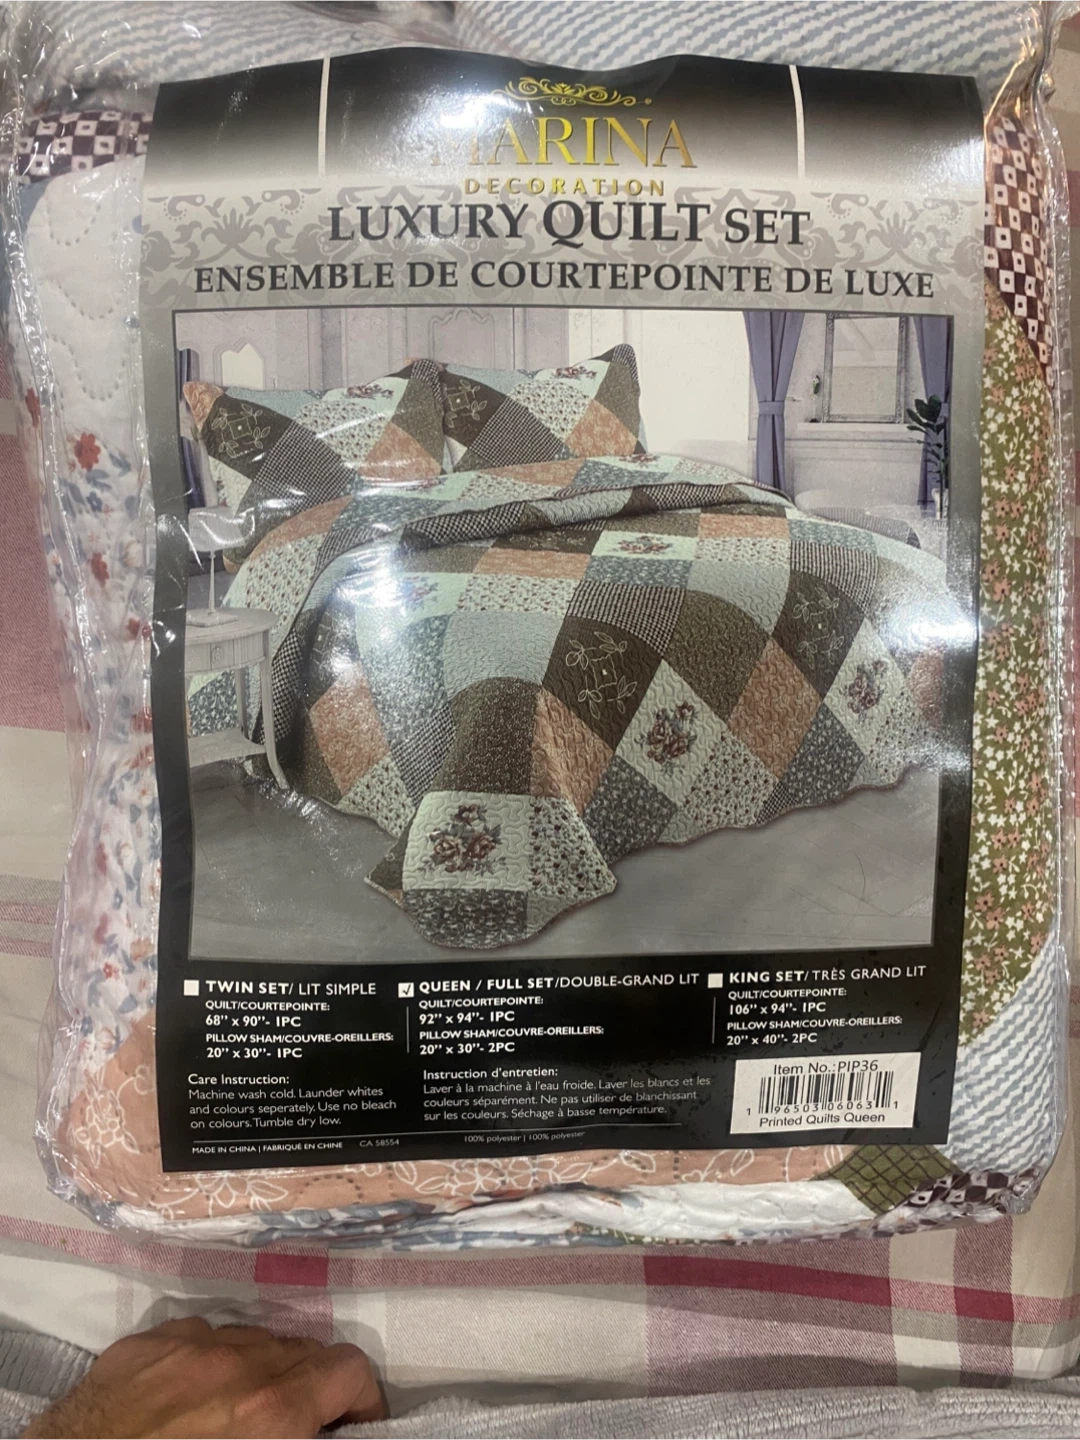 MARINA
DECORATION
LUXURY QUILT SET
ENSEMBLE DE COURTEPOINTE DE LUXE
TWIN SET/ LIT SIMPLE
QUILT/COURTEPOINTE:
68'' x 90''- 1PC
PILLOW SHAM/COUVRE-OREILLERS:
20'' x 30''- 1PC
QUEEN / FULL SET/DOUBLE-GRAND LIT
QUILT/COURTEPOINTE:
92'' x 94''- 1PC
PILLOW SHAM/COUVRE-OREILLERS:
20'' x 30''- 2PC
KING SET/ TRÈS GRAND LIT
QUILT/COURTEPOINTE:
106'' x 94''- 1PC
PILLOW SHAM/COUVRE-OREILLERS:
20'' x 40''- 2PC
Care Instruction:
Machine wash cold. Launder whites
and colours seperately. Use no bleach
on colours. Tumble dry low.
Instruction d'entretien:
Laver à la machine à l'eau froide. Laver les blancs et les
couleurs séparément. Ne pas utiliser de blanchissant
sur les couleurs. Séchage à basse température.
Item No.: PIP36
1 96503 06063 1
Printed Quilts Queen
MADE IN CHINA | FABRIQUÉ EN CHINE CA 58554
100% polyester | 100% polyester